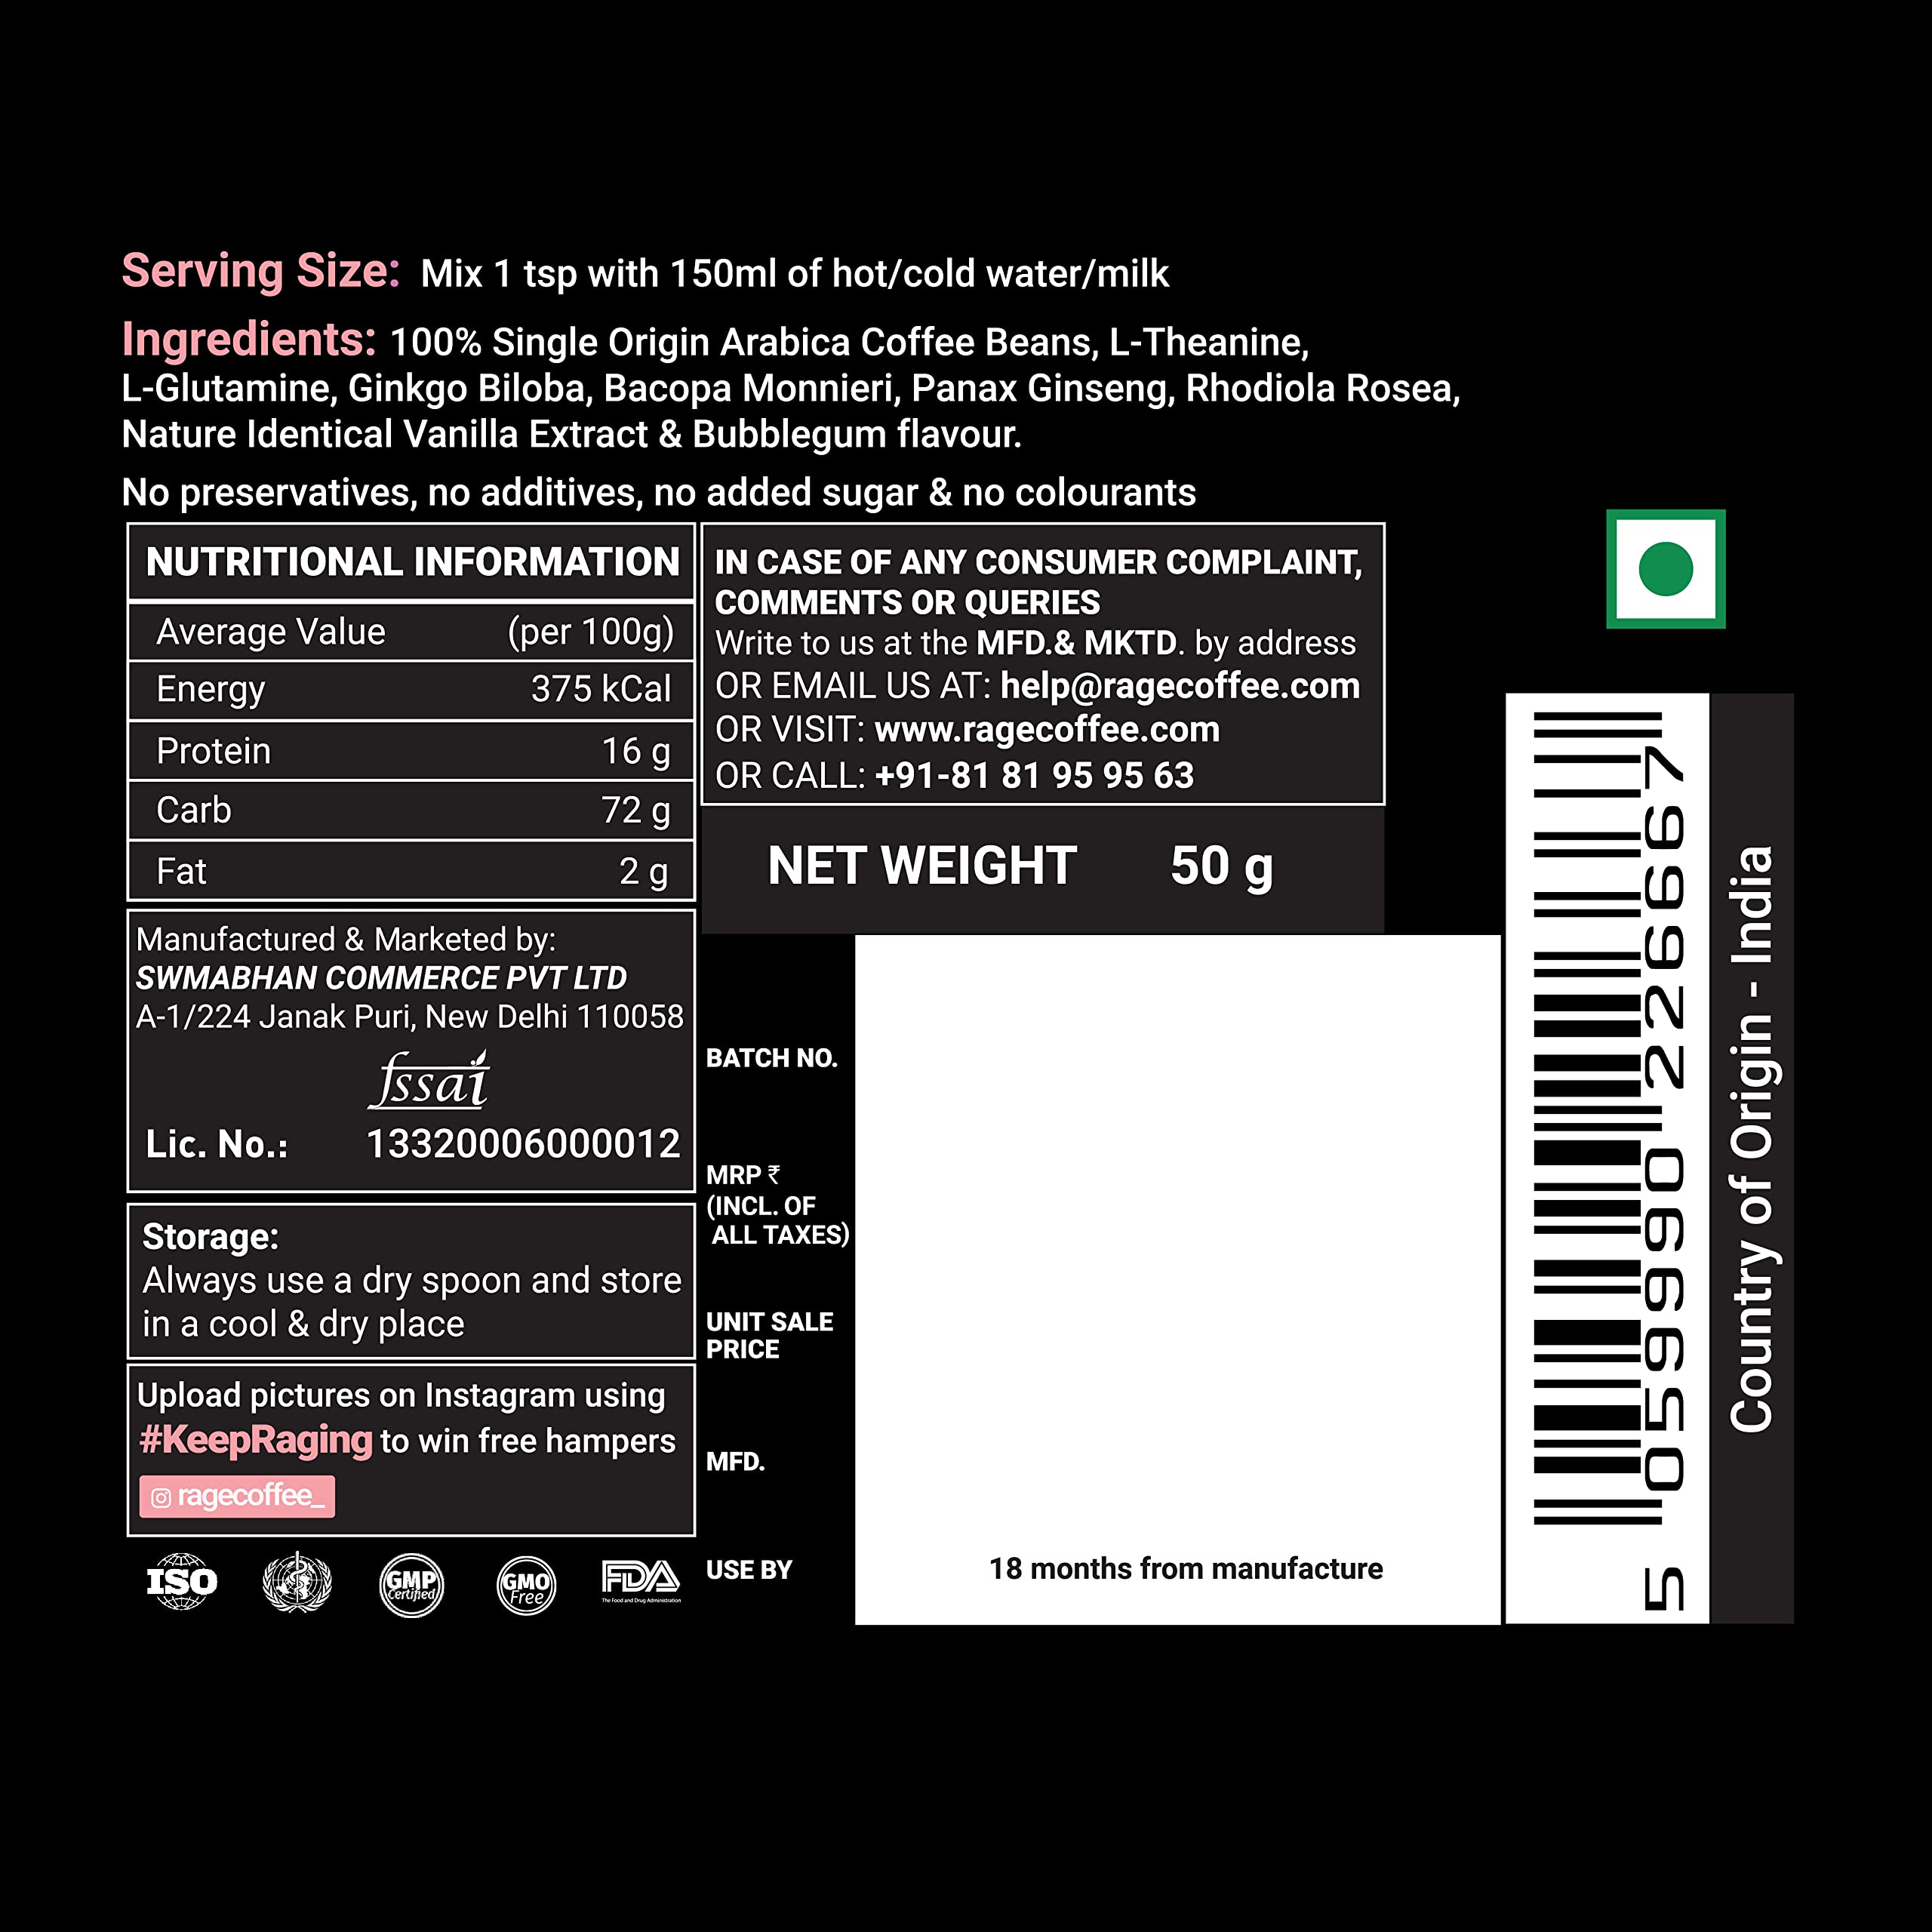 Serving Size: Mix 1 tsp with 150ml of hot/cold water/milk
Ingredients: 100% Single Origin Arabica Coffee Beans, L-Theanine,
L-Glutamine, Ginkgo Biloba, Bacopa Monnieri, Panax Ginseng, Rhodiola Rosea,
Nature Identical Vanilla Extract & Bubblegum flavour.
No preservatives, no additives, no added sugar & no colourants
NUTRITIONAL INFORMATION
Average Value (per 100g)
Energy 375 kCal
Protein 16 g
Carb 72 g
Fat 2 g
Manufactured & Marketed by:
SWMABHAN COMMERCE PVT LTD
A-1/224 Janak Puri, New Delhi 110058
fssai
Lic. No.: 13320006000012
Storage:
Always use a dry spoon and store
in a cool & dry place
Upload pictures on Instagram using
#KeepRaging to win free hampers
ragecoffee_
ISO
GMP
Certified
GMO
Free
FDA
The Food and Drug Administration
IN CASE OF ANY CONSUMER COMPLAINT,
COMMENTS OR QUERIES
Write to us at the MFD.& MKTD. by address
OR EMAIL US AT: help@ragecoffee.com
OR VISIT: www.ragecoffee.com
OR CALL: +91-81 81 95 95 63
NET WEIGHT 50 g
BATCH NO.
MRP ₹
(INCL. OF
ALL TAXES)
UNIT SALE
PRICE
MFD.
USE BY 18 months from manufacture
5 059990 226667
Country of Origin - India